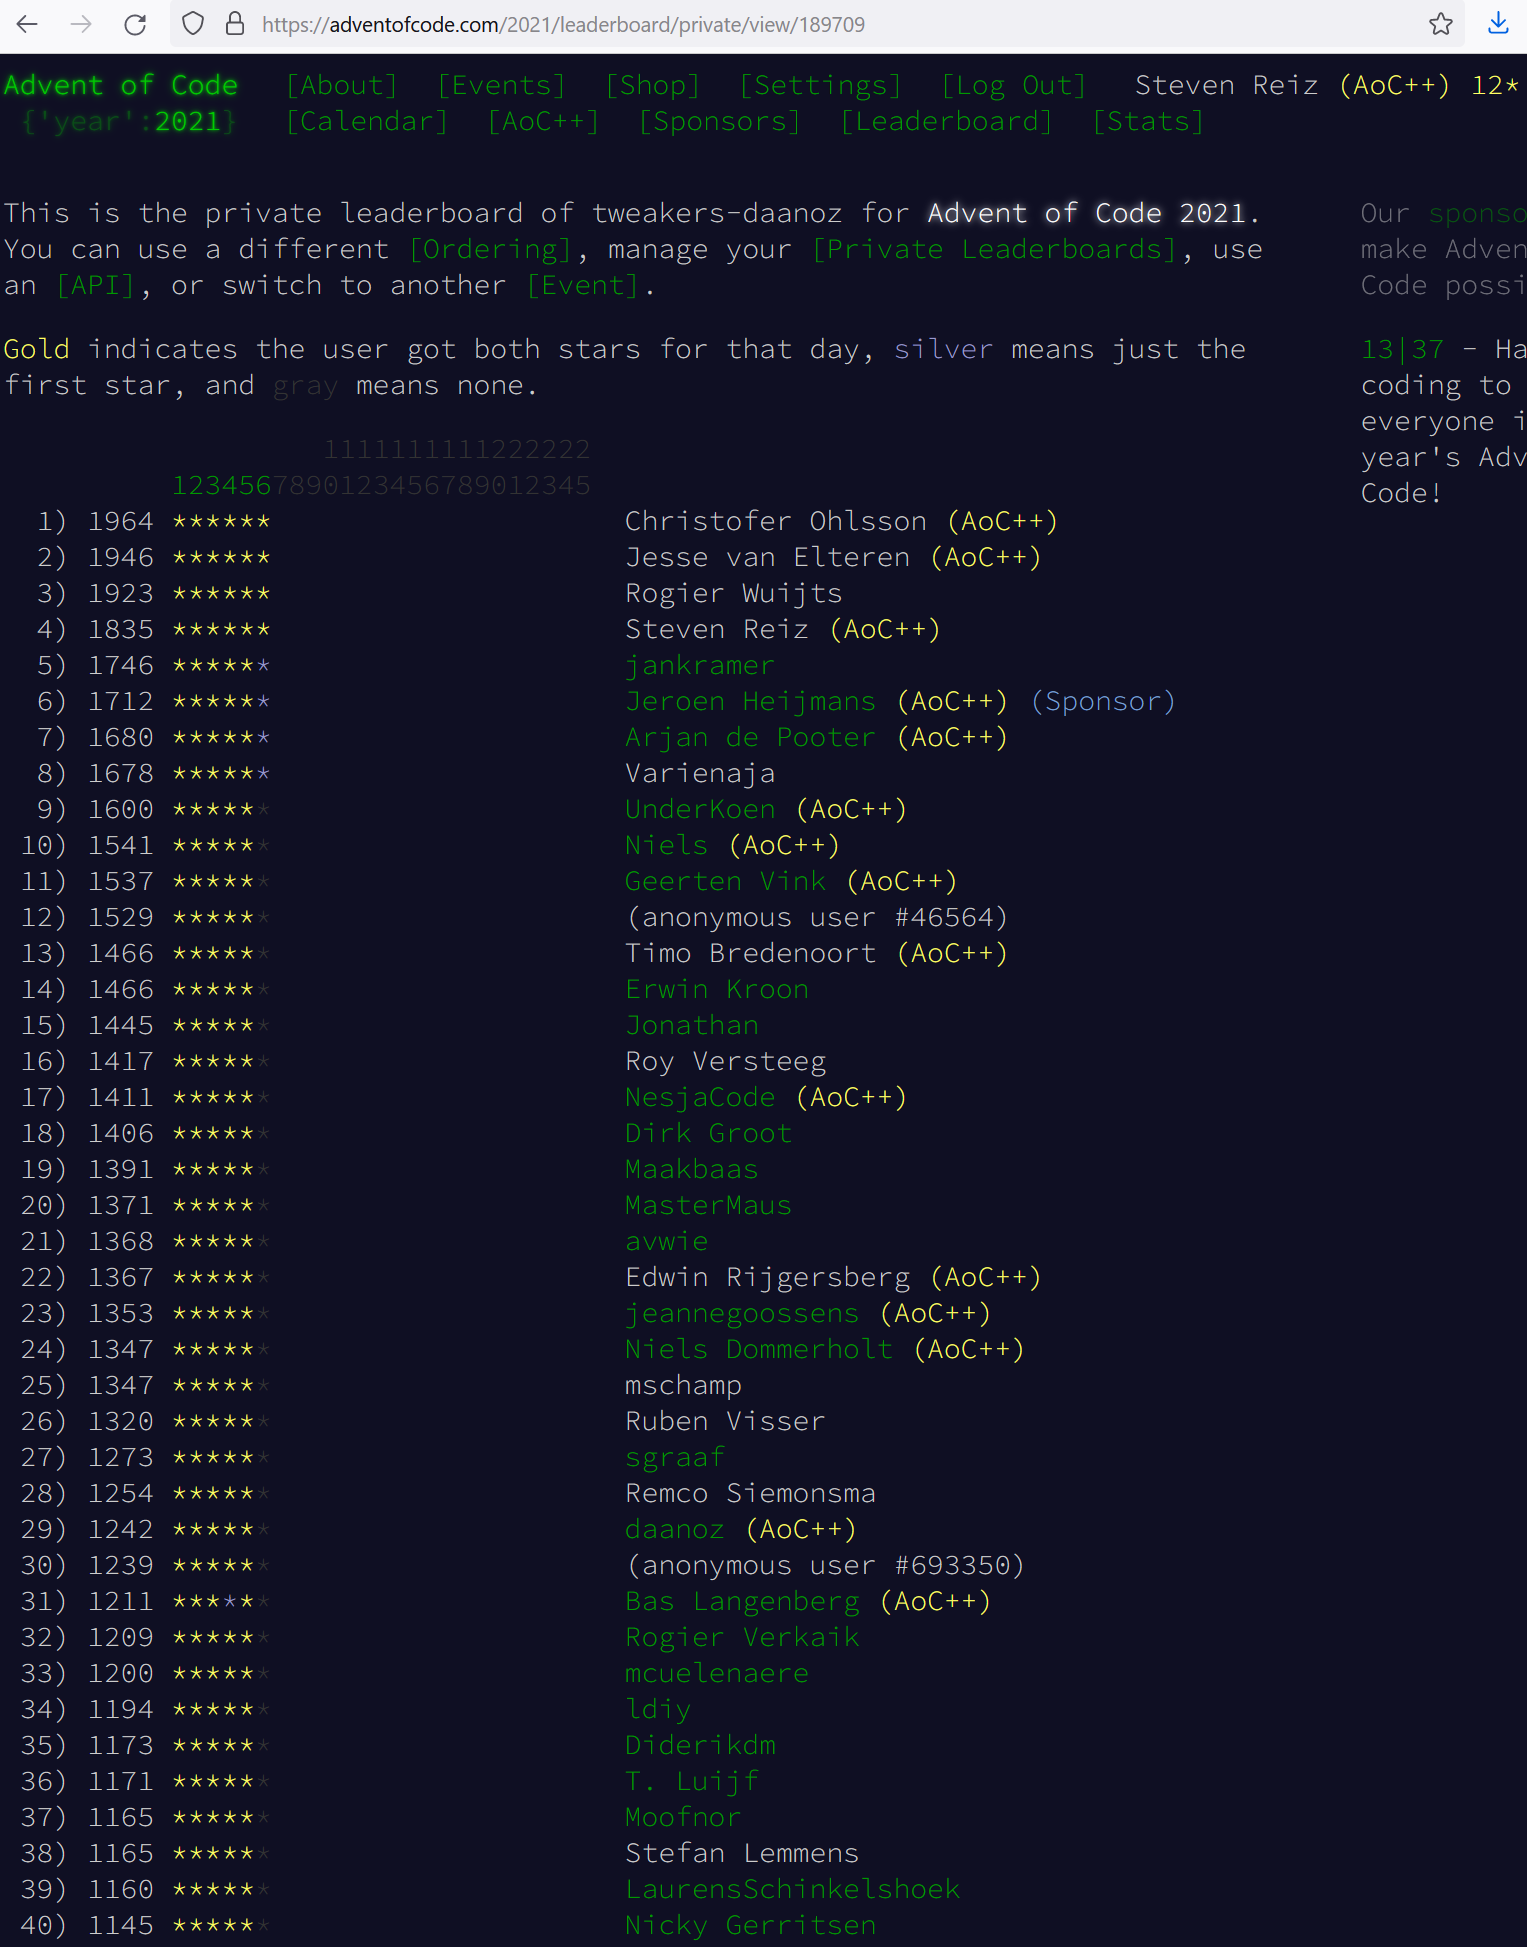 https://adventofcode.com/2021/leaderboard/private/view/189709
Advent of Code [About] [Events] [Shop] [Settings] [Log Out] Steven Reiz (AoC++) 12*
{'year':2021} [Calendar] [AoC++] [Sponsors] [Leaderboard] [Stats]
This is the private leaderboard of tweakers-daanoz for Advent of Code 2021.
You can use a different [Ordering], manage your [Private Leaderboards], use
an [API], or switch to another [Event].
Gold indicates the user got both stars for that day, silver means just the
first star, and gray means none.
Our sponso
make Adven
Code possi
13|37 - Ha
coding to
everyone i
year's Adv
Code!
1111111111222222
1234567890123456789012345
1) 1964 ****** Christofer Ohlsson (AoC++)
2) 1946 ****** Jesse van Elteren (AoC++)
3) 1923 ****** Rogier Wuijts
4) 1835 ****** Steven Reiz (AoC++)
5) 1746 ****** jankramer
6) 1712 ****** Jeroen Heijmans (AoC++) (Sponsor)
7) 1680 ****** Arjan de Pooter (AoC++)
8) 1678 ****** Varienaja
9) 1600 ****** UnderKoen (AoC++)
10) 1541 ****** Niels (AoC++)
11) 1537 ****** Geerten Vink (AoC++)
12) 1529 ****** (anonymous user #46564)
13) 1466 ****** Timo Bredenoort (AoC++)
14) 1466 ****** Erwin Kroon
15) 1445 ****** Jonathan
16) 1417 ****** Roy Versteeg
17) 1411 ****** NesjaCode (AoC++)
18) 1406 ****** Dirk Groot
19) 1391 ****** Maakbaas
20) 1371 ****** MasterMaus
21) 1368 ****** avwie
22) 1367 ****** Edwin Rijgersberg (AoC++)
23) 1353 ****** jeannegoossens (AoC++)
24) 1347 ****** Niels Dommerholt (AoC++)
25) 1347 ****** mschamp
26) 1320 ****** Ruben Visser
27) 1273 ****** sgraaf
28) 1254 ****** Remco Siemonsma
29) 1242 ****** daanoz (AoC++)
30) 1239 ****** (anonymous user #693350)
31) 1211 ****** Bas Langenberg (AoC++)
32) 1209 ****** Rogier Verkaik
33) 1200 ****** mcuelenaere
34) 1194 ****** ldiy
35) 1173 ****** Diderikdm
36) 1171 ****** T. Luijf
37) 1165 ****** Moofnor
38) 1165 ****** Stefan Lemmens
39) 1160 ****** LaurensSchinkelshoek
40) 1145 ****** Nicky Gerritsen